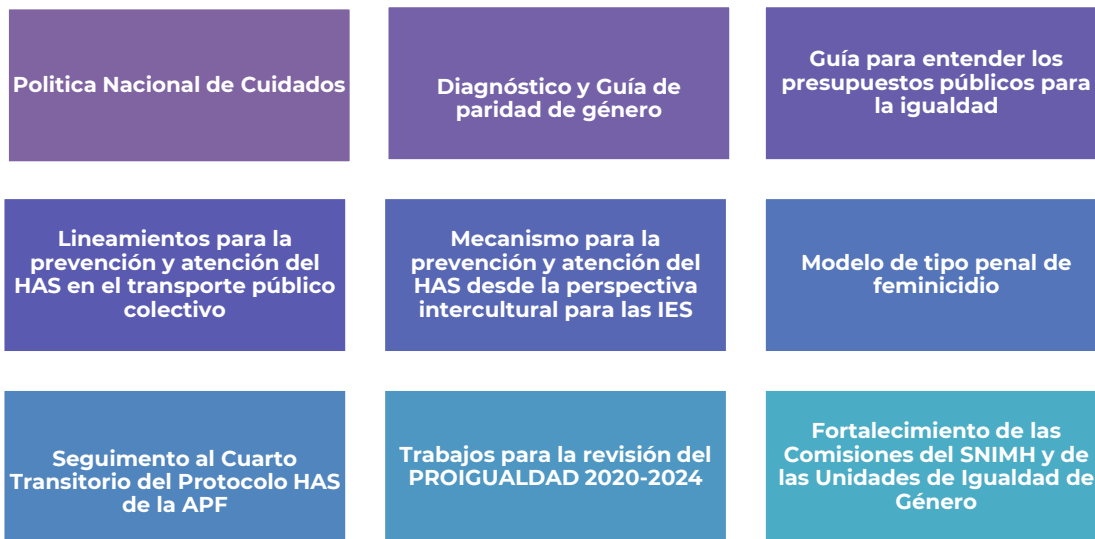 Politica Nacional de Cuidados
Diagnóstico y Guía de
paridad de género
Guía para entender los
presupuestos públicos para
la igualdad
Lineamientos para la
prevención y atención del
HAS en el transporte público
colectivo
Mecanismo para la
prevención y atención del
HAS desde la perspectiva
intercultural para las IES
Modelo de tipo penal de
feminicidio
Seguimento al Cuarto
Transitorio del Protocolo HAS
de la APF
Trabajos para la revisión del
PROIGUALDAD 2020-2024
Fortalecimiento de las
Comisiones del SNIMH y de
las Unidades de Igualdad de
Género